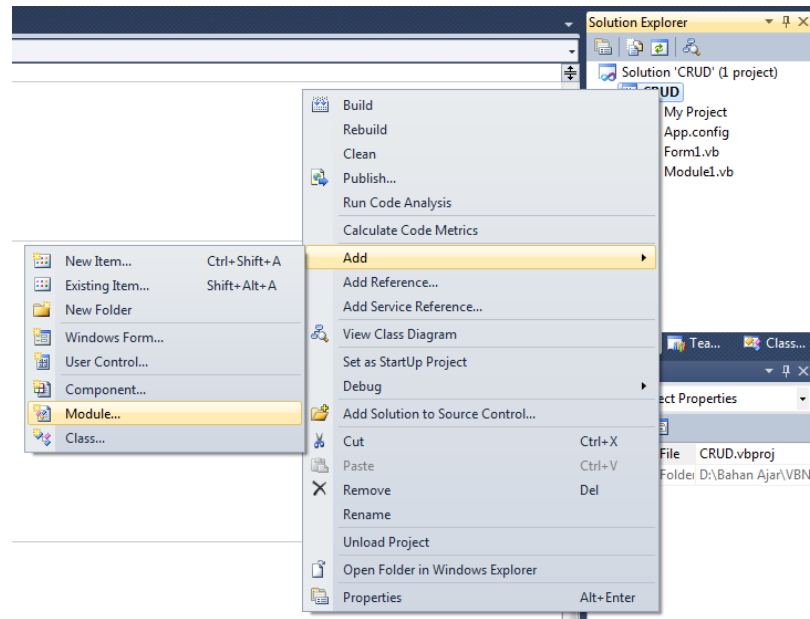 Solution Explorer
Solution 'CRUD' (1 project)
CRUD
My Project
App.config
Form1.vb
Module1.vb
Build
Rebuild
Clean
Publish...
Run Code Analysis
Calculate Code Metrics
Add
Add Reference...
Add Service Reference...
View Class Diagram
Set as StartUp Project
Debug
Add Solution to Source Control...
Cut Ctrl+X
Paste Ctrl+V
Remove Del
Rename
Unload Project
Open Folder in Windows Explorer
Properties Alt+Enter
New Item... Ctrl+Shift+A
Existing Item... Shift+Alt+A
New Folder
Windows Form...
User Control...
Component...
Module...
Class...
Tea... Class...
ect Properties
File CRUD.vbproj
Folder D:\Bahan Ajar\VBN